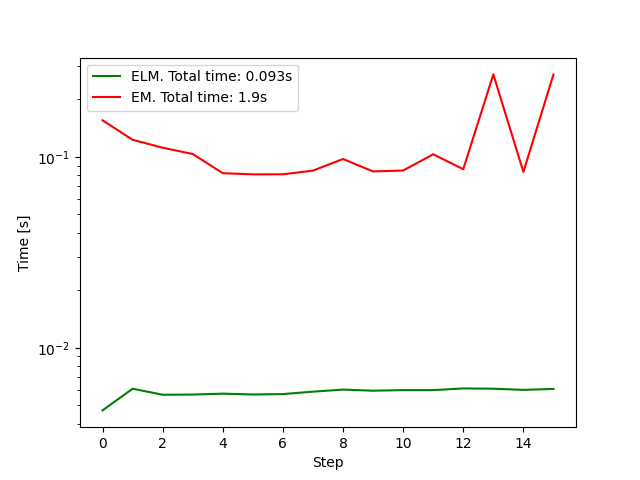 ELM. Total time: 0.093s
EM. Total time: 1.9s
10⁻¹
10⁻²
Time [s]
0 2 4 6 8 10 12 14
Step